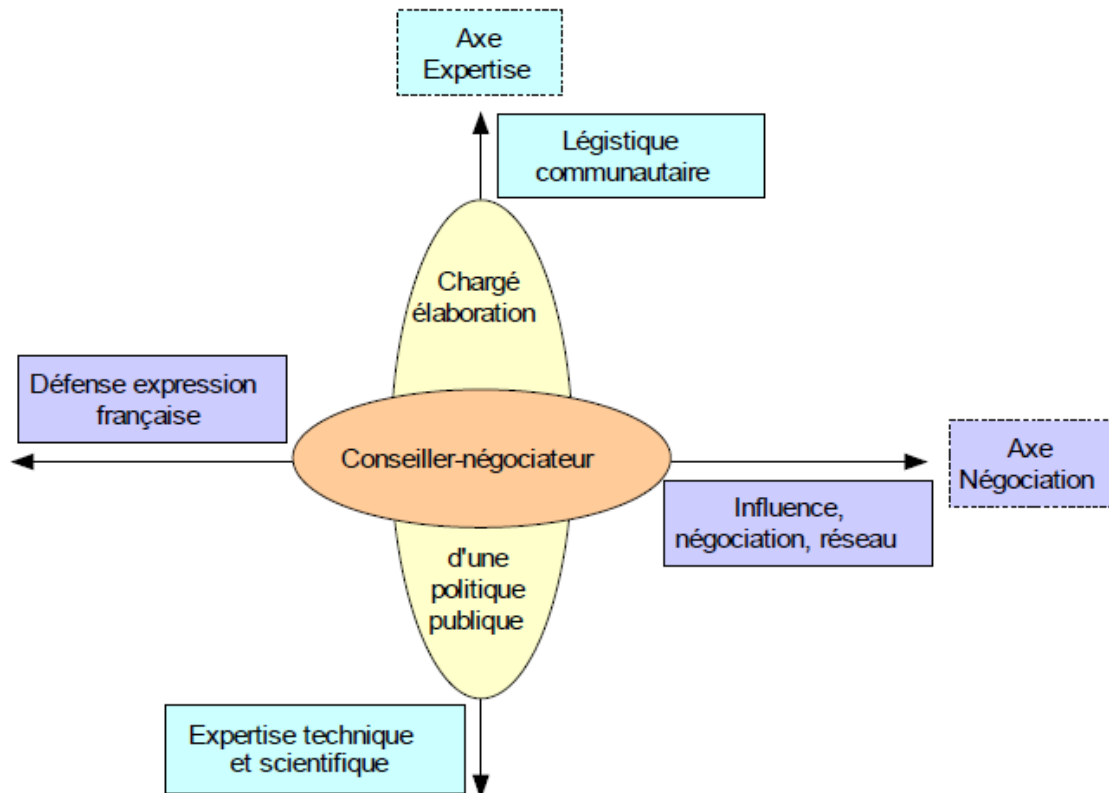 Axe
Expertise
Légistique
communautaire
Chargé
élaboration
Défense expression
française
Conseiller-négociateur
Axe
Négociation
Influence,
négociation, réseau
d'une
politique
publique
Expertise technique
et scientifique